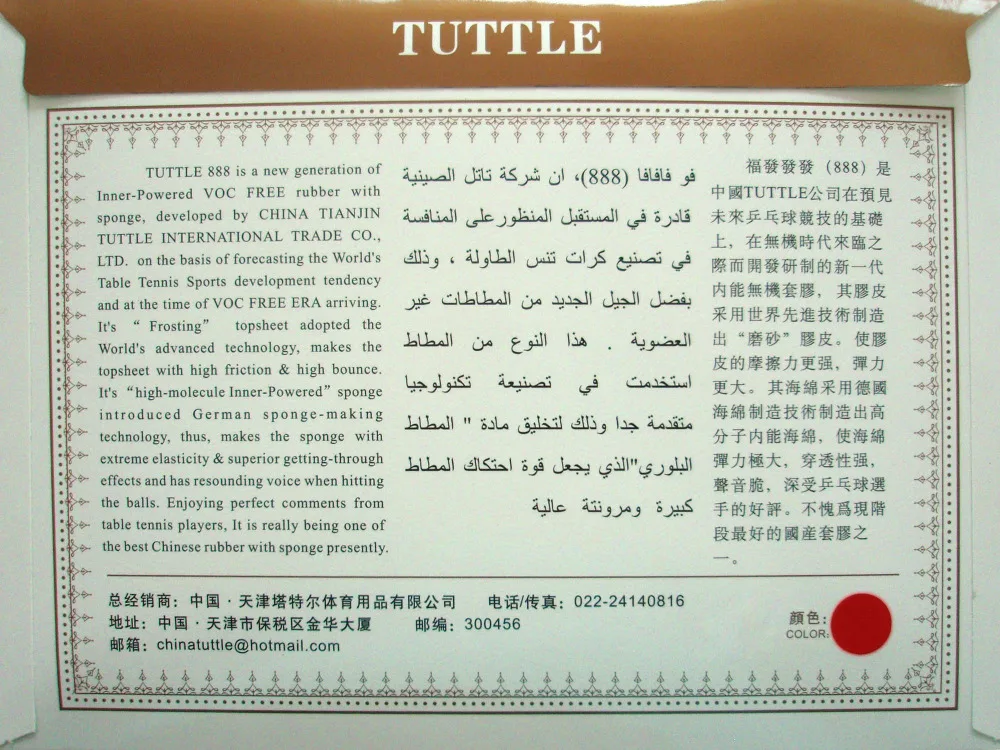 TUTTLE
TUTTLE 888 is a new generation of
Inner-Powered VOC FREE rubber with
sponge, developed by CHINA TIANJIN
TUTTLE INTERNATIONAL TRADE CO.,
LTD. on the basis of forecasting the World's
Table Tennis Sports development tendency
and at the time of VOC FREE ERA arriving.
It's “ Frosting” topsheet adopted the
World's advanced technology, makes the
topsheet with high friction & high bounce.
It's “high-molecule Inner-Powered” sponge
introduced German sponge-making
technology, thus, makes the sponge with
extreme elasticity & superior getting-through
effects and has resounding voice when hitting
the balls. Enjoying perfect comments from
table tennis players, It is really being one of
the best Chinese rubber with sponge presently.
فو فافافا (888)، ان شركة تاتل الصينية
قادرة في المستقبل المنظورعلى المنافسة
في تصنيع كرات تنس الطاولة ، وذلك
بفضل الجيل الجديد من المطاطات غير
العضوية . هذا النوع من المطاط
استخدمت في تصنيعة تكنولوجيا
متقدمة جدا وذلك لتخليق مادة " المطاط
البلوري"الذي يجعل قوة احتكاك المطاط
كبيرة ومرونتة عالية
福發發發（888）是
中國TUTTLE公司在預見
未來乒乓球競技的基礎
上，在無機時代來臨之
際而開發研制的新一代
内能無機套膠，其膠皮
采用世界先進技術制造
出“磨砂”膠皮。使膠
皮的摩擦力更强，彈力
更大。其海綿采用德國
海綿制造技術制造出高
分子内能海綿，使海綿
彈力極大，穿透性强，
聲音脆，深受乒乓球選
手的好評。不愧爲現階
段最好的國産套膠之
一。
总经销商：中国·天津塔特尔体育用品有限公司 电话/传真：022-24140816
地址：中国·天津市保税区金华大厦 邮编：300456
邮箱：chinatuttle@hotmail.com
顏色:
COLOR: